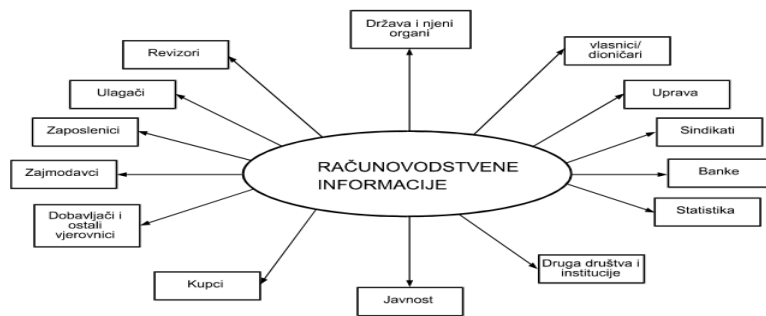 Država i njeni
organi
Revizori
vlasnici/
dioničari
Ulagači
Uprava
Zaposlenici
Sindikati
RAČUNOVODSTVENE
INFORMACIJE
Zajmodavci
Banke
Dobavljači i
ostali
vjerovnici
Statistika
Druga društva i
institucije
Kupci
Javnost